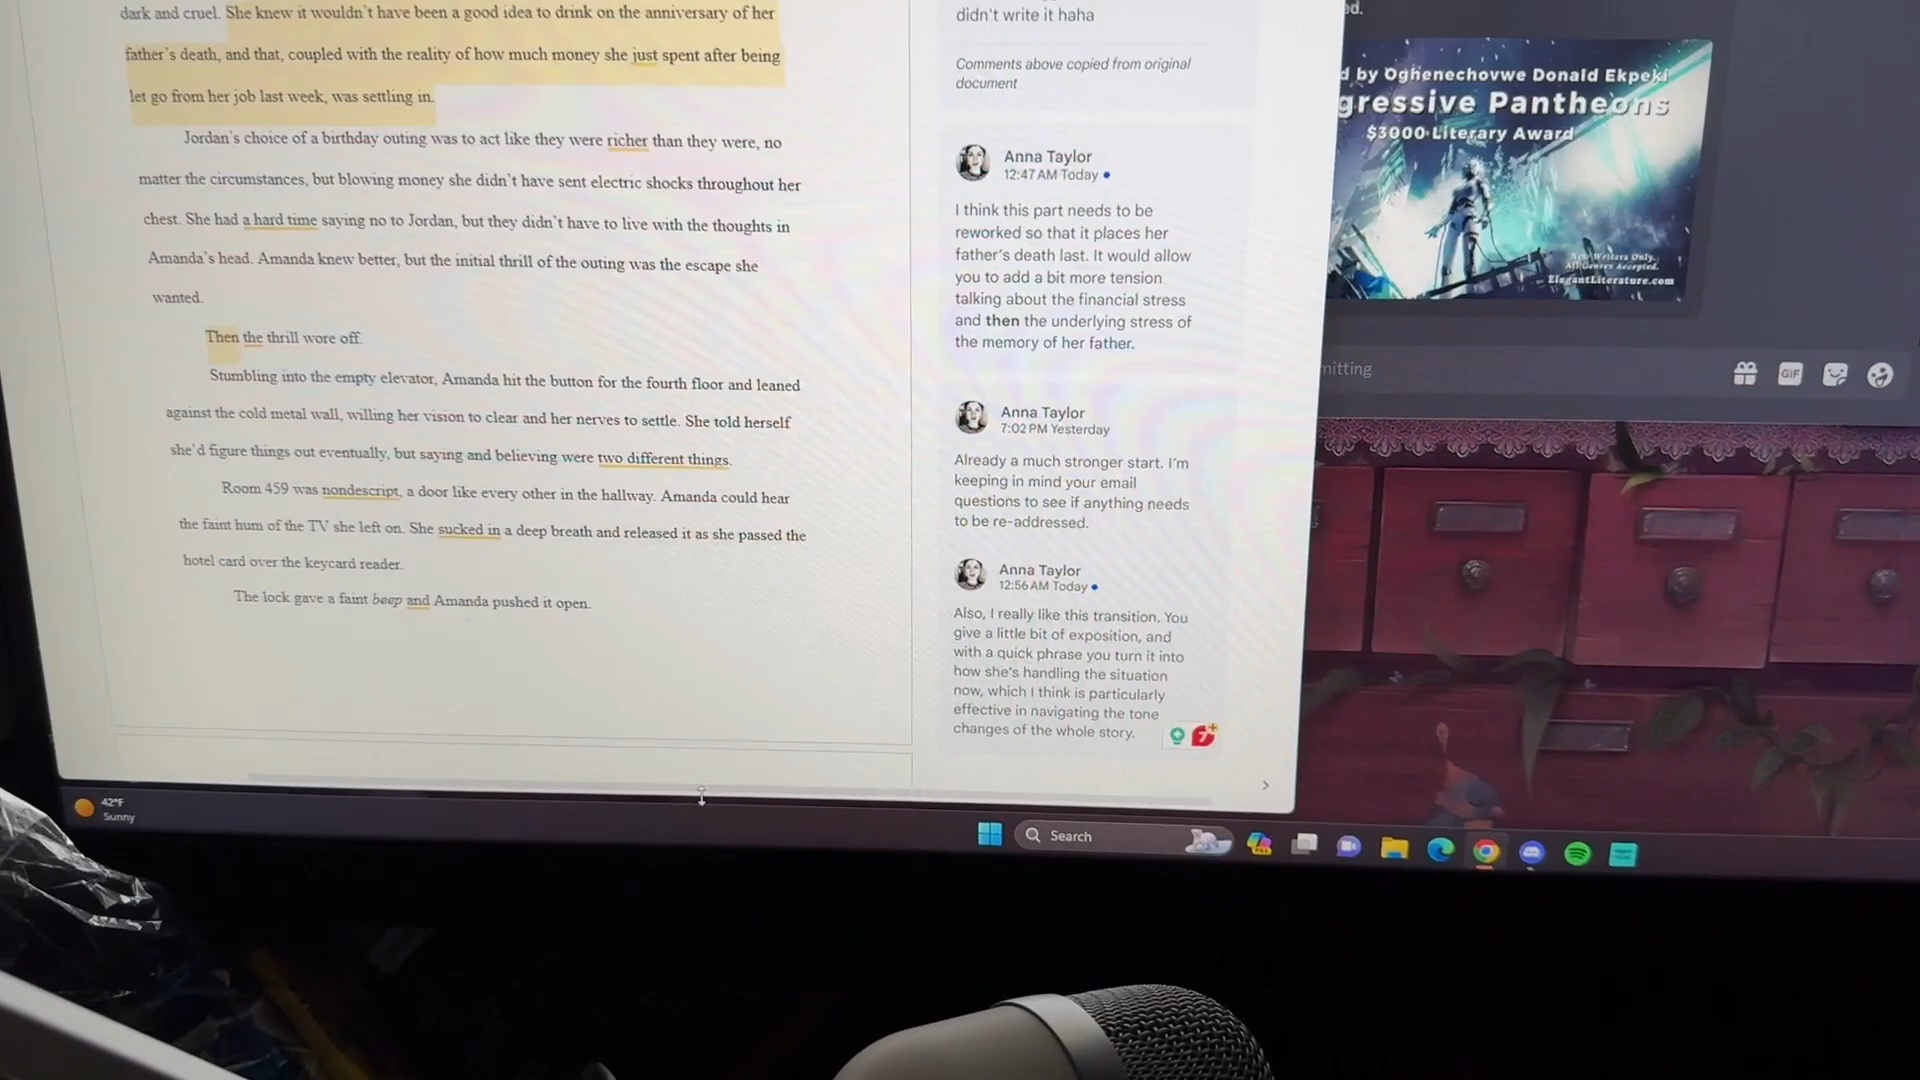 dark and cruel. She knew it wouldn't have been a good idea to drink on the anniversary of her
father's death, and that, coupled with the reality of how much money she just spent after being
let go from her job last week, was settling in.
Jordan's choice of a birthday outing was to act like they were richer than they were, no
matter the circumstances, but blowing money she didn't have sent electric shocks throughout her
chest. She had a hard time saying no to Jordan, but they didn't have to live with the thoughts in
Amanda's head. Amanda knew better, but the initial thrill of the outing was the escape she
wanted.
Then the thrill wore off.
Stumbling into the empty elevator, Amanda hit the button for the fourth floor and leaned
against the cold metal wall, willing her vision to clear and her nerves to settle. She told herself
she'd figure things out eventually, but saying and believing were two different things.
Room 459 was nondescript, a door like every other in the hallway. Amanda could hear
the faint hum of the TV she left on. She sucked in a deep breath and released it as she passed the
hotel card over the keycard reader.
The lock gave a faint beep and Amanda pushed it open.
didn't write it haha
Comments above copied from original
document
Anna Taylor
12:47 AM Today
I think this part needs to be
reworked so that it places her
father's death last. It would allow
you to add a bit more tension
talking about the financial stress
and then the underlying stress of
the memory of her father.
Anna Taylor
7:02 PM Yesterday
Already a much stronger start. I'm
keeping in mind your email
questions to see if anything needs
to be re-addressed.
Anna Taylor
12:56 AM Today
Also, I really like this transition. You
give a little bit of exposition, and
with a quick phrase you turn it into
how she's handling the situation
now, which I think is particularly
effective in navigating the tone
changes of the whole story.
7
ed.
d by Oghenechovwe Donald Ekpeki
gressive Pantheons
$3000 Literary Award
New Writers Only.
All Genres Accepted.
ElegantLiterature.com
mitting
GIF
42°F
Sunny
Search